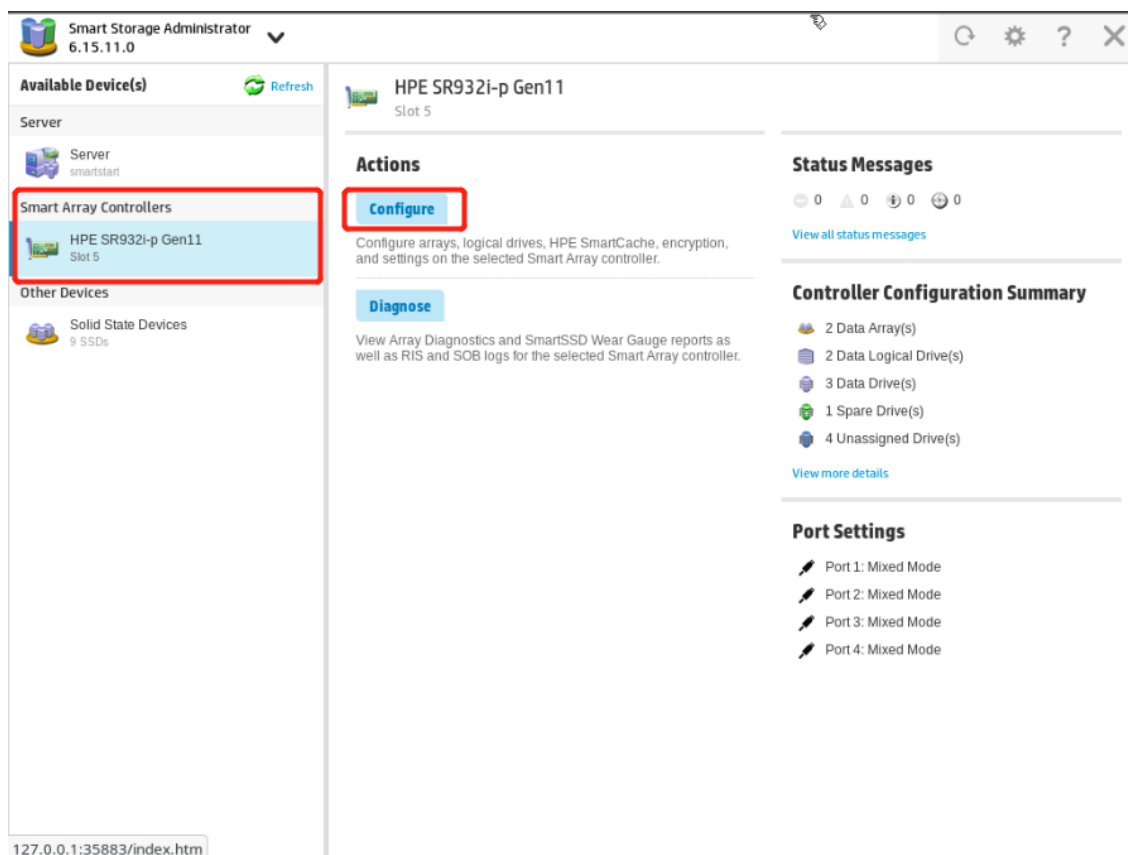 Smart Storage Administrator
6.15.11.0
Available Device(s)
Refresh
Server
Server
smartstart
Smart Array Controllers
HPE SR932i-p Gen11
Slot 5
Other Devices
Solid State Devices
9 SSDs
HPE SR932i-p Gen11
Slot 5
Actions
Configure
Configure arrays, logical drives, HPE SmartCache, encryption,
and settings on the selected Smart Array controller.
Diagnose
View Array Diagnostics and SmartSSD Wear Gauge reports as
well as RIS and SOB logs for the selected Smart Array controller.
Status Messages
0 0 0 0
View all status messages
Controller Configuration Summary
2 Data Array(s)
2 Data Logical Drive(s)
3 Data Drive(s)
1 Spare Drive(s)
4 Unassigned Drive(s)
View more details
Port Settings
Port 1: Mixed Mode
Port 2: Mixed Mode
Port 3: Mixed Mode
Port 4: Mixed Mode
127.0.0.1:35883/index.htm